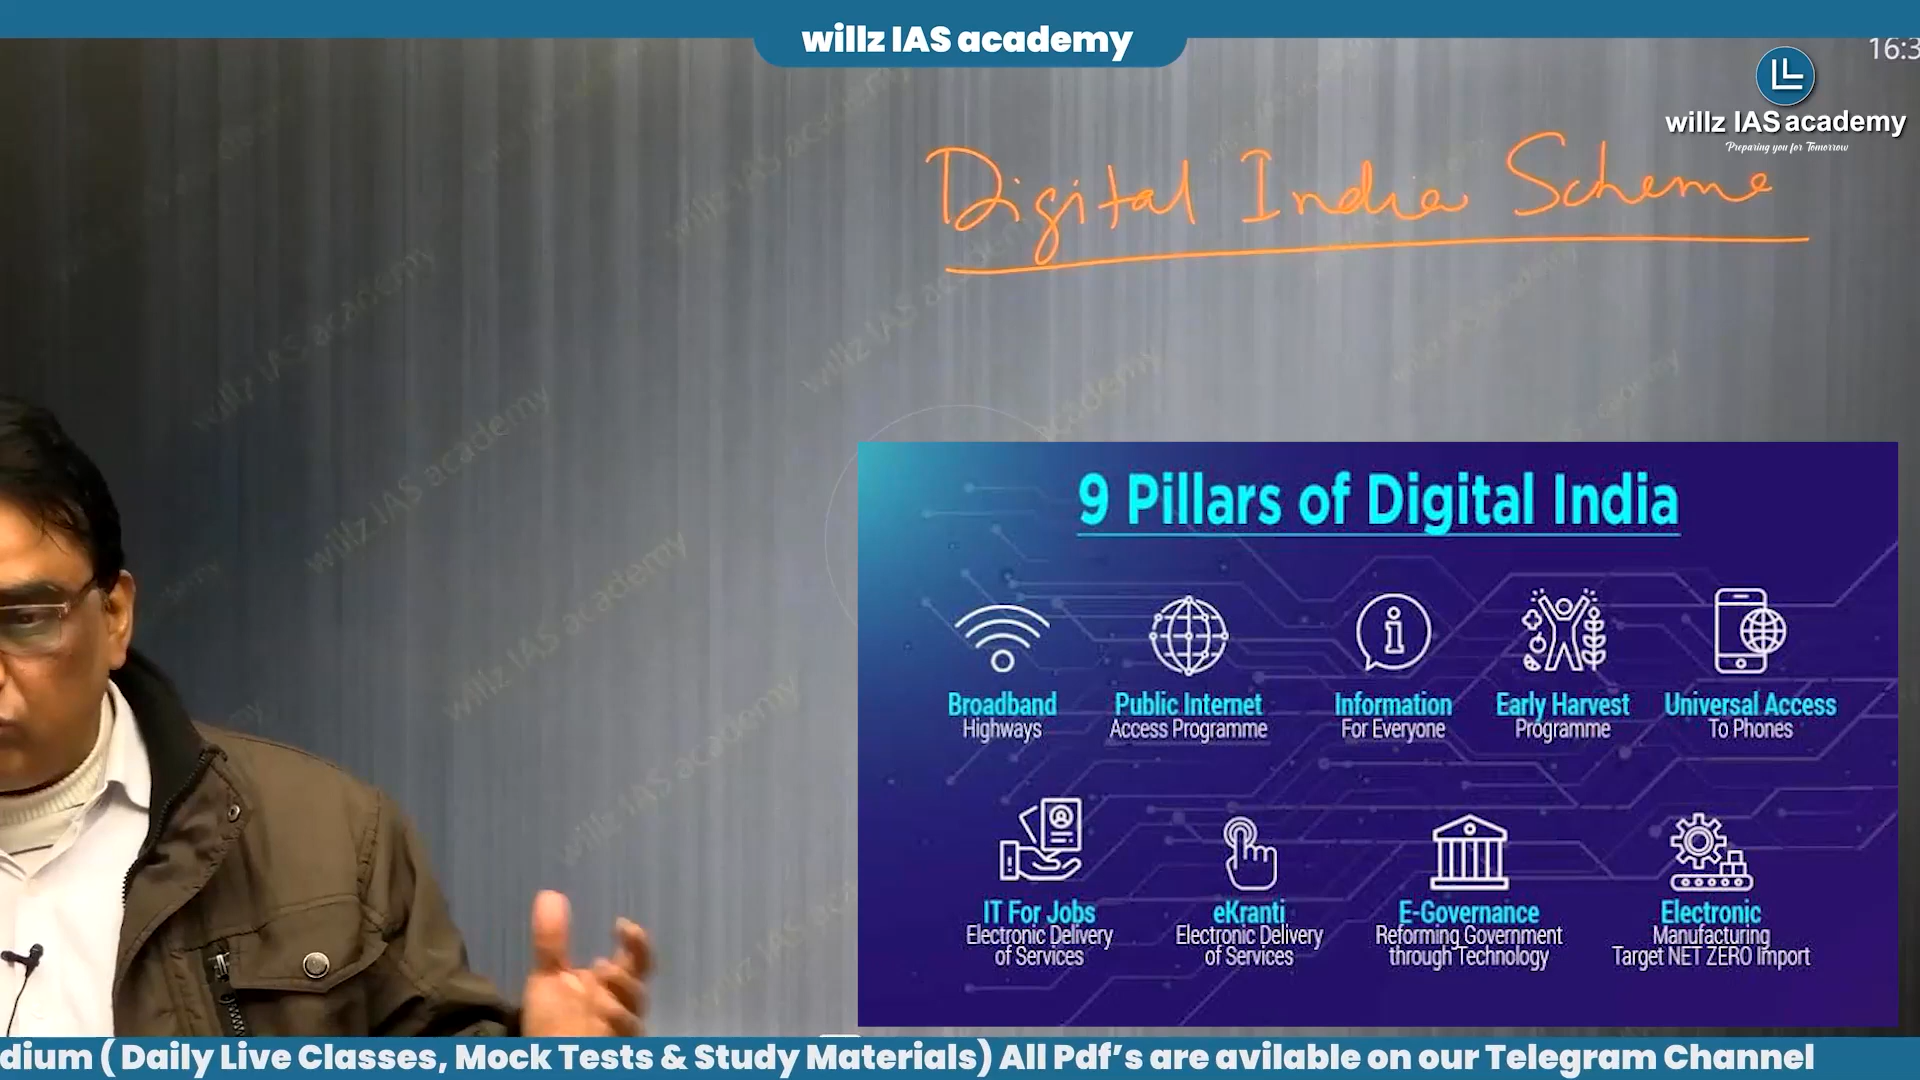 willz IAS academy
16:3
willz IAS academy
Preparing you for Tomorrow
Digital India Scheme
9 Pillars of Digital India
Broadband
Highways
Public Internet
Access Programme
Information
For Everyone
Early Harvest
Programme
Universal Access
To Phones
IT For Jobs
Electronic Delivery
of Services
eKranti
Electronic Delivery
of Services
E-Governance
Reforming Government
through Technology
Electronic
Manufacturing
Target NET ZERO Import
dium ( Daily Live Classes, Mock Tests & Study Materials) All Pdf's are avilable on our Telegram Channel